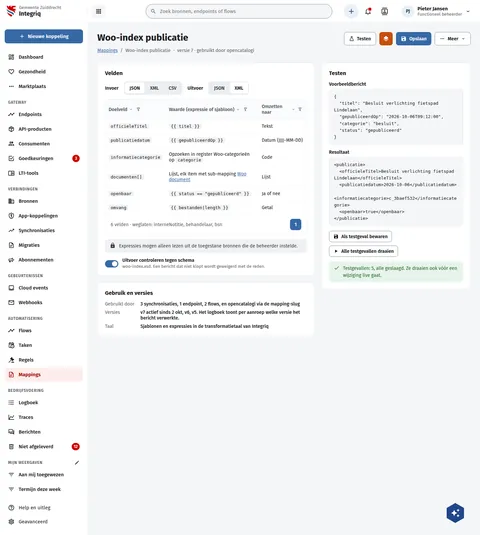 Gemeente Zuiddrecht
Integriq
Zoek bronnen, endpoints of flows
Pieter Jansen
Functioneel beheerder
PJ
+ Nieuwe koppeling
Dashboard
Gezondheid
Marktplaats
GATEWAY
Endpoints
API-producten
Consumenten
Goedkeuringen 2
LTI-tools
VERBINDINGEN
Bronnen
App-koppelingen
Synchronisaties
Migraties
Abonnementen
GEBEURTENISSEN
Cloud events
Webhooks
AUTOMATISERING
Flows
Taken
Regels
Mappings
BEDRIJFSVOERING
Logboek
Traces
Berichten
Niet afgeleverd 12
MIJN WEERGAVEN
Aan mij toegewezen
Termijn deze week
Help en uitleg
Geavanceerd
Woo-index publicatie
Mappings / Woo-index publicatie · versie 7 · gebruikt door opencatalogi
Testen
Opslaan
Meer
Velden
Invoer JSON XML CSV Uitvoer JSON XML
Doelveld
Waarde (expressie of sjabloon)
Omzetten naar
officieleTitel {{ titel }} Tekst
publicatiedatum {{ gepubliceerdOp }} Datum (JJJJ-MM-DD)
informatiecategorie Opzoeken in register Woo-categorieën op categorie Code
documenten[] Lijst, elk item met sub-mapping Woo document Lijst
openbaar {{ status == "gepubliceerd" }} ja of nee
omvang {{ bestanden|length }} Getal
6 velden · weglaten: interneNotitie, behandelaar, bsn
1
Expressies mogen alleen lezen uit de toegestane bronnen die de beheerder instelde.
Uitvoer controleren tegen schema
woo-index.xsd. Een bericht dat niet klopt wordt geweigerd met de reden.
Gebruik en versies
Gebruikt door 3 synchronisaties, 1 endpoint, 2 flows, en opencatalogi via de mapping-slug
Versies v7 actief sinds 2 okt, v6, v5. Het logboek toont per aanroep welke versie het bericht verwerkte.
Taal Sjablonen en expressies in de transformatietaal van Integriq
Testen
Voorbeeldbericht
{
"titel": "Besluit verlichting fietspad Lindelaan",
"gepubliceerdOp": "2026-10-06T09:12:00",
"categorie": "besluit",
"status": "gepubliceerd"
}
Resultaat
<publicatie>
<officieleTitel>Besluit verlichting fietspad Lindelaan</officieleTitel>
<publicatiedatum>2026-10-06</publicatiedatum>
<informatiecategorie>c_3baef532</informatiecategorie>
<openbaar>true</openbaar>
</publicatie>
Als testgeval bewaren
Alle testgevallen draaien
Testgevallen: 5, alle geslaagd. Ze draaien ook vóór een wijziging live gaat.